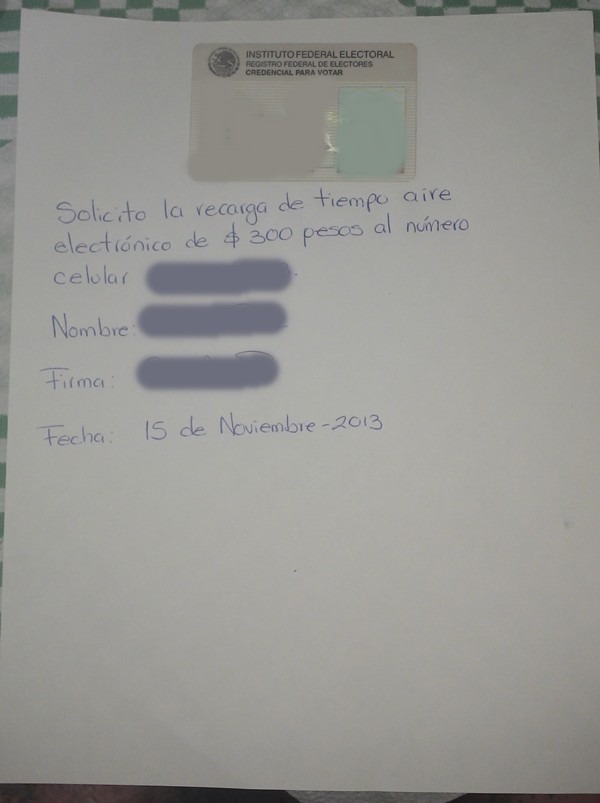 INSTITUTO FEDERAL ELECTORAL
REGISTRO FEDERAL DE ELECTORES
CREDENCIAL PARA VOTAR
Solicito la recarga de tiempo aire
electrónico de $ 300 pesos al número
celular
Nombre:
Firma:
Fecha: 15 de Noviembre-2013